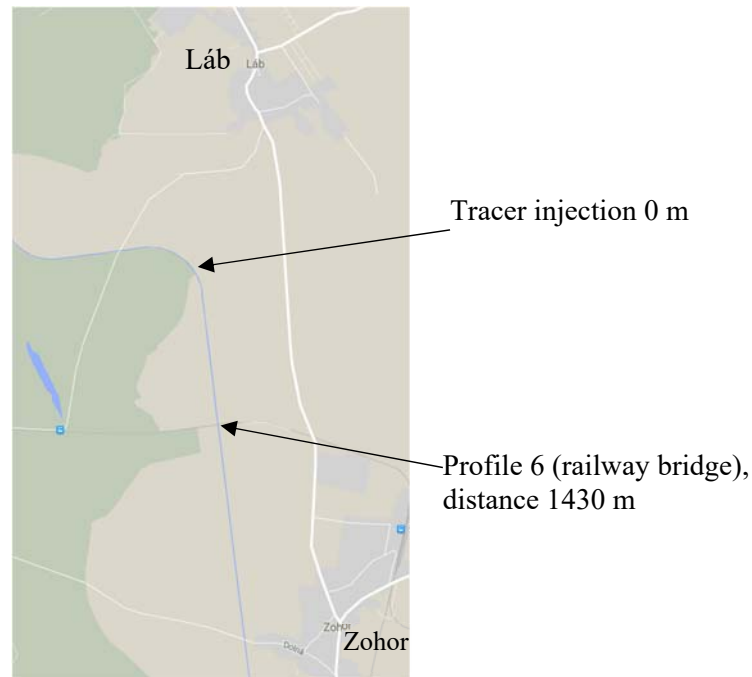 Láb
Láb
Tracer injection 0 m
Profile 6 (railway bridge),
distance 1430 m
Zohor
Dolná
Zohor